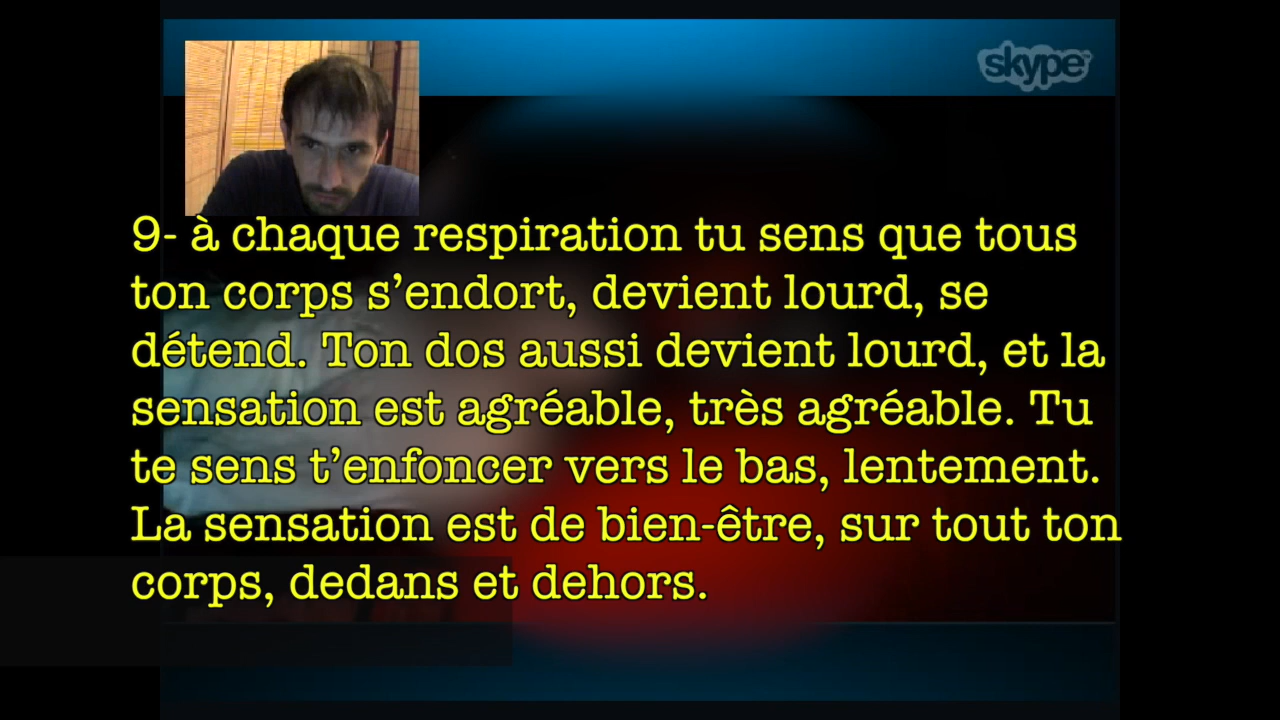 skype
9- à chaque respiration tu sens que tous
ton corps s’endort, devient lourd, se
détend. Ton dos aussi devient lourd, et la
sensation est agréable, très agréable. Tu
te sens t’enfoncer vers le bas, lentement.
La sensation est de bien-être, sur tout ton
corps, dedans et dehors.